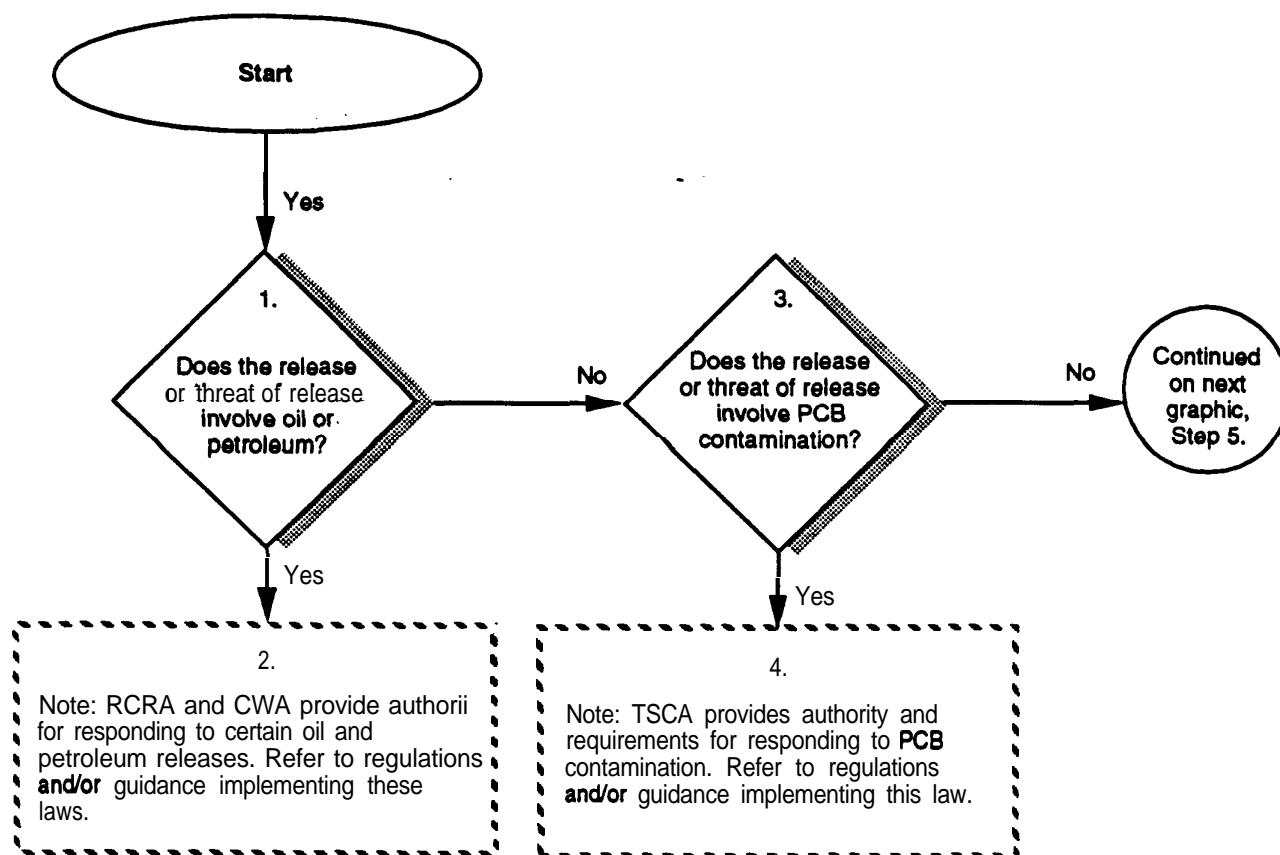 Start
Yes
1.
Does the release
or threat of release
involve oil or
petroleum?
No
3.
Does the release
or threat of release
involve PCB
contamination?
No
Continued
on next
graphic,
Step 5.
Yes
2.
Note: RCRA and CWA provide authorii
for responding to certain oil and
petroleum releases. Refer to regulations
and/or guidance implementing these
laws.
Yes
4.
Note: TSCA provides authority and
requirements for responding to PCB
contamination. Refer to regulations
and/or guidance implementing this law.